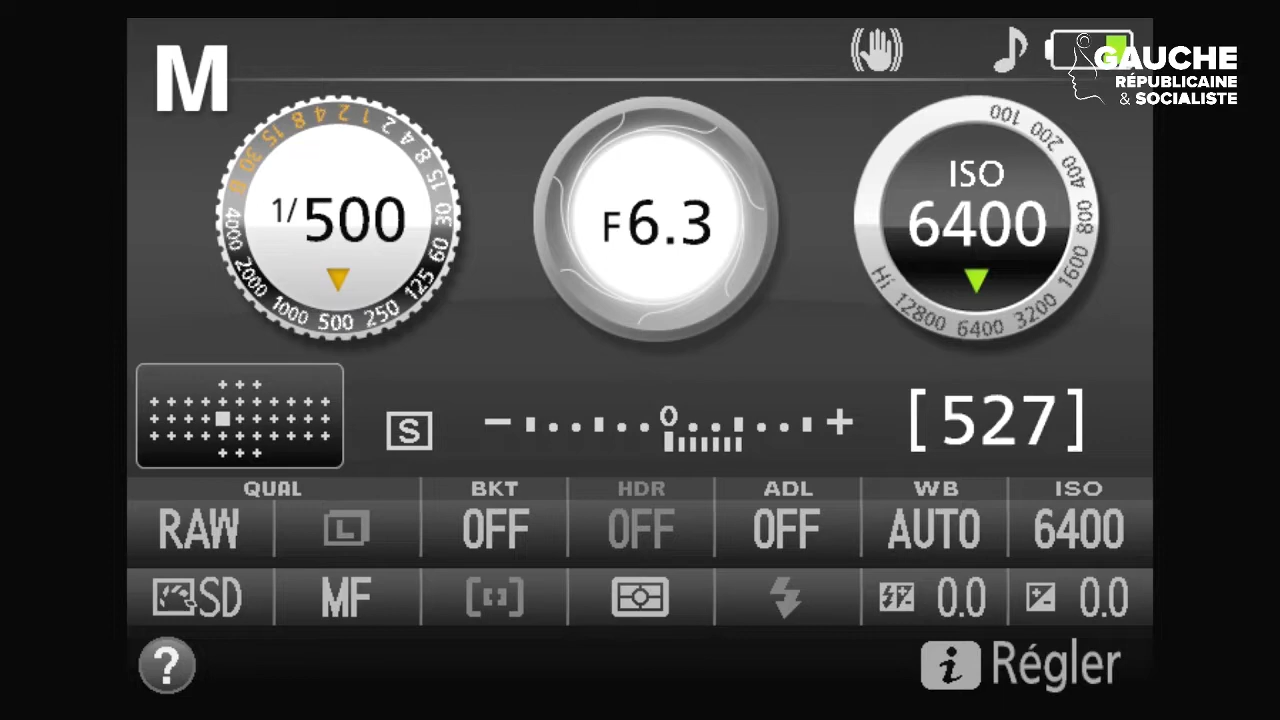 M
GAUCHE
RÉPUBLICAINE
& SOCIALISTE
1/500
F6.3
ISO
6400
4000 2000 1000 500 250 125 60 30 15 8 4 2 1 2 4 8 15 30
100 200 400 800 1600 3200 6400 12800 Hi
S
− 0 +
[527]
QUAL BKT HDR ADL WB ISO
RAW L OFF OFF OFF AUTO 6400
SD MF [ ] 0.0 0.0
? i Régler